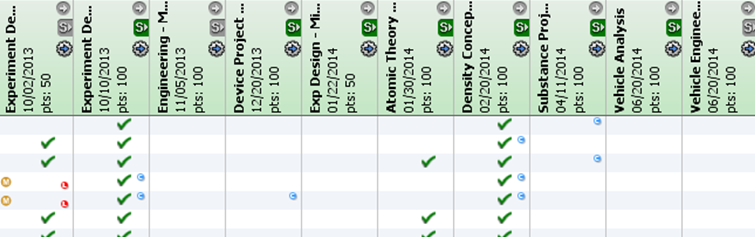 Experiment De...
10/02/2013
pts: 50
Experiment De...
10/10/2013
pts: 100
Engineering - M...
11/05/2013
pts: 100
Device Project ...
12/20/2013
pts: 100
Exp Design - Mi...
01/22/2014
pts: 50
Atomic Theory ...
01/30/2014
pts: 100
Density Concep...
02/20/2014
pts: 100
Substance Proj...
04/11/2014
pts: 100
Vehicle Analysis
06/20/2014
pts: 100
Vehicle Enginee...
06/20/2014
pts: 100